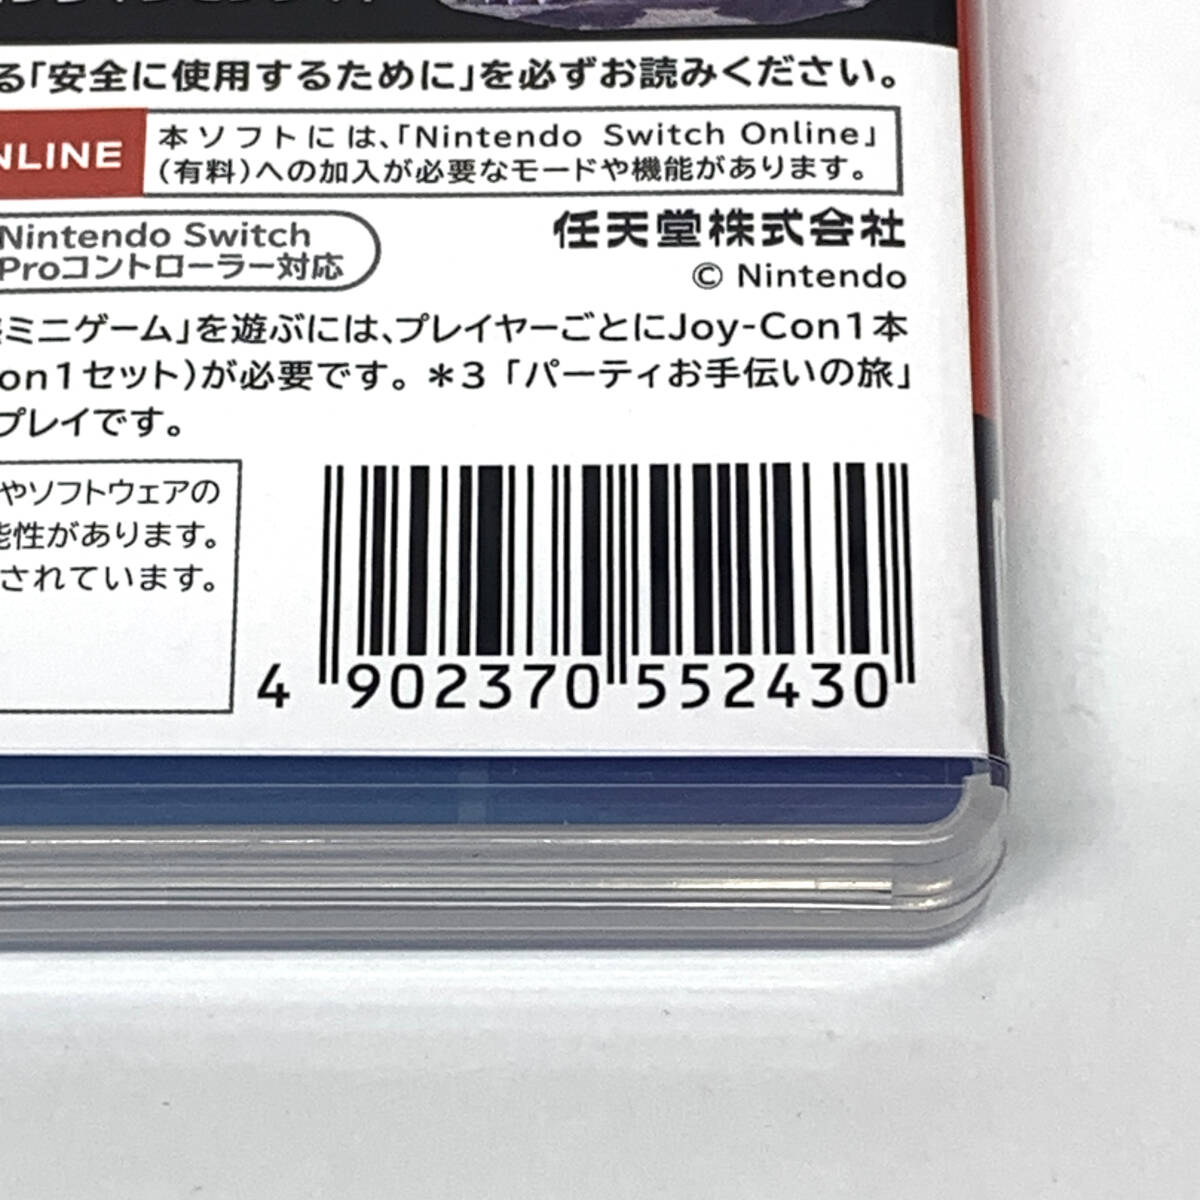 る「安全に使用するために」を必ずお読みください。
NLINE
本ソフトには、「Nintendo Switch Online」
(有料)への加入が必要なモードや機能があります。
Nintendo Switch
Proコントローラー対応
任天堂株式会社
© Nintendo
ミニゲーム」を遊ぶには、プレイヤーごとにJoy-Con1本
on1セット)が必要です。*3「パーティお手伝いの旅」
プレイです。
やソフトウェアの
能性があります。
されています。
4 902370 552430